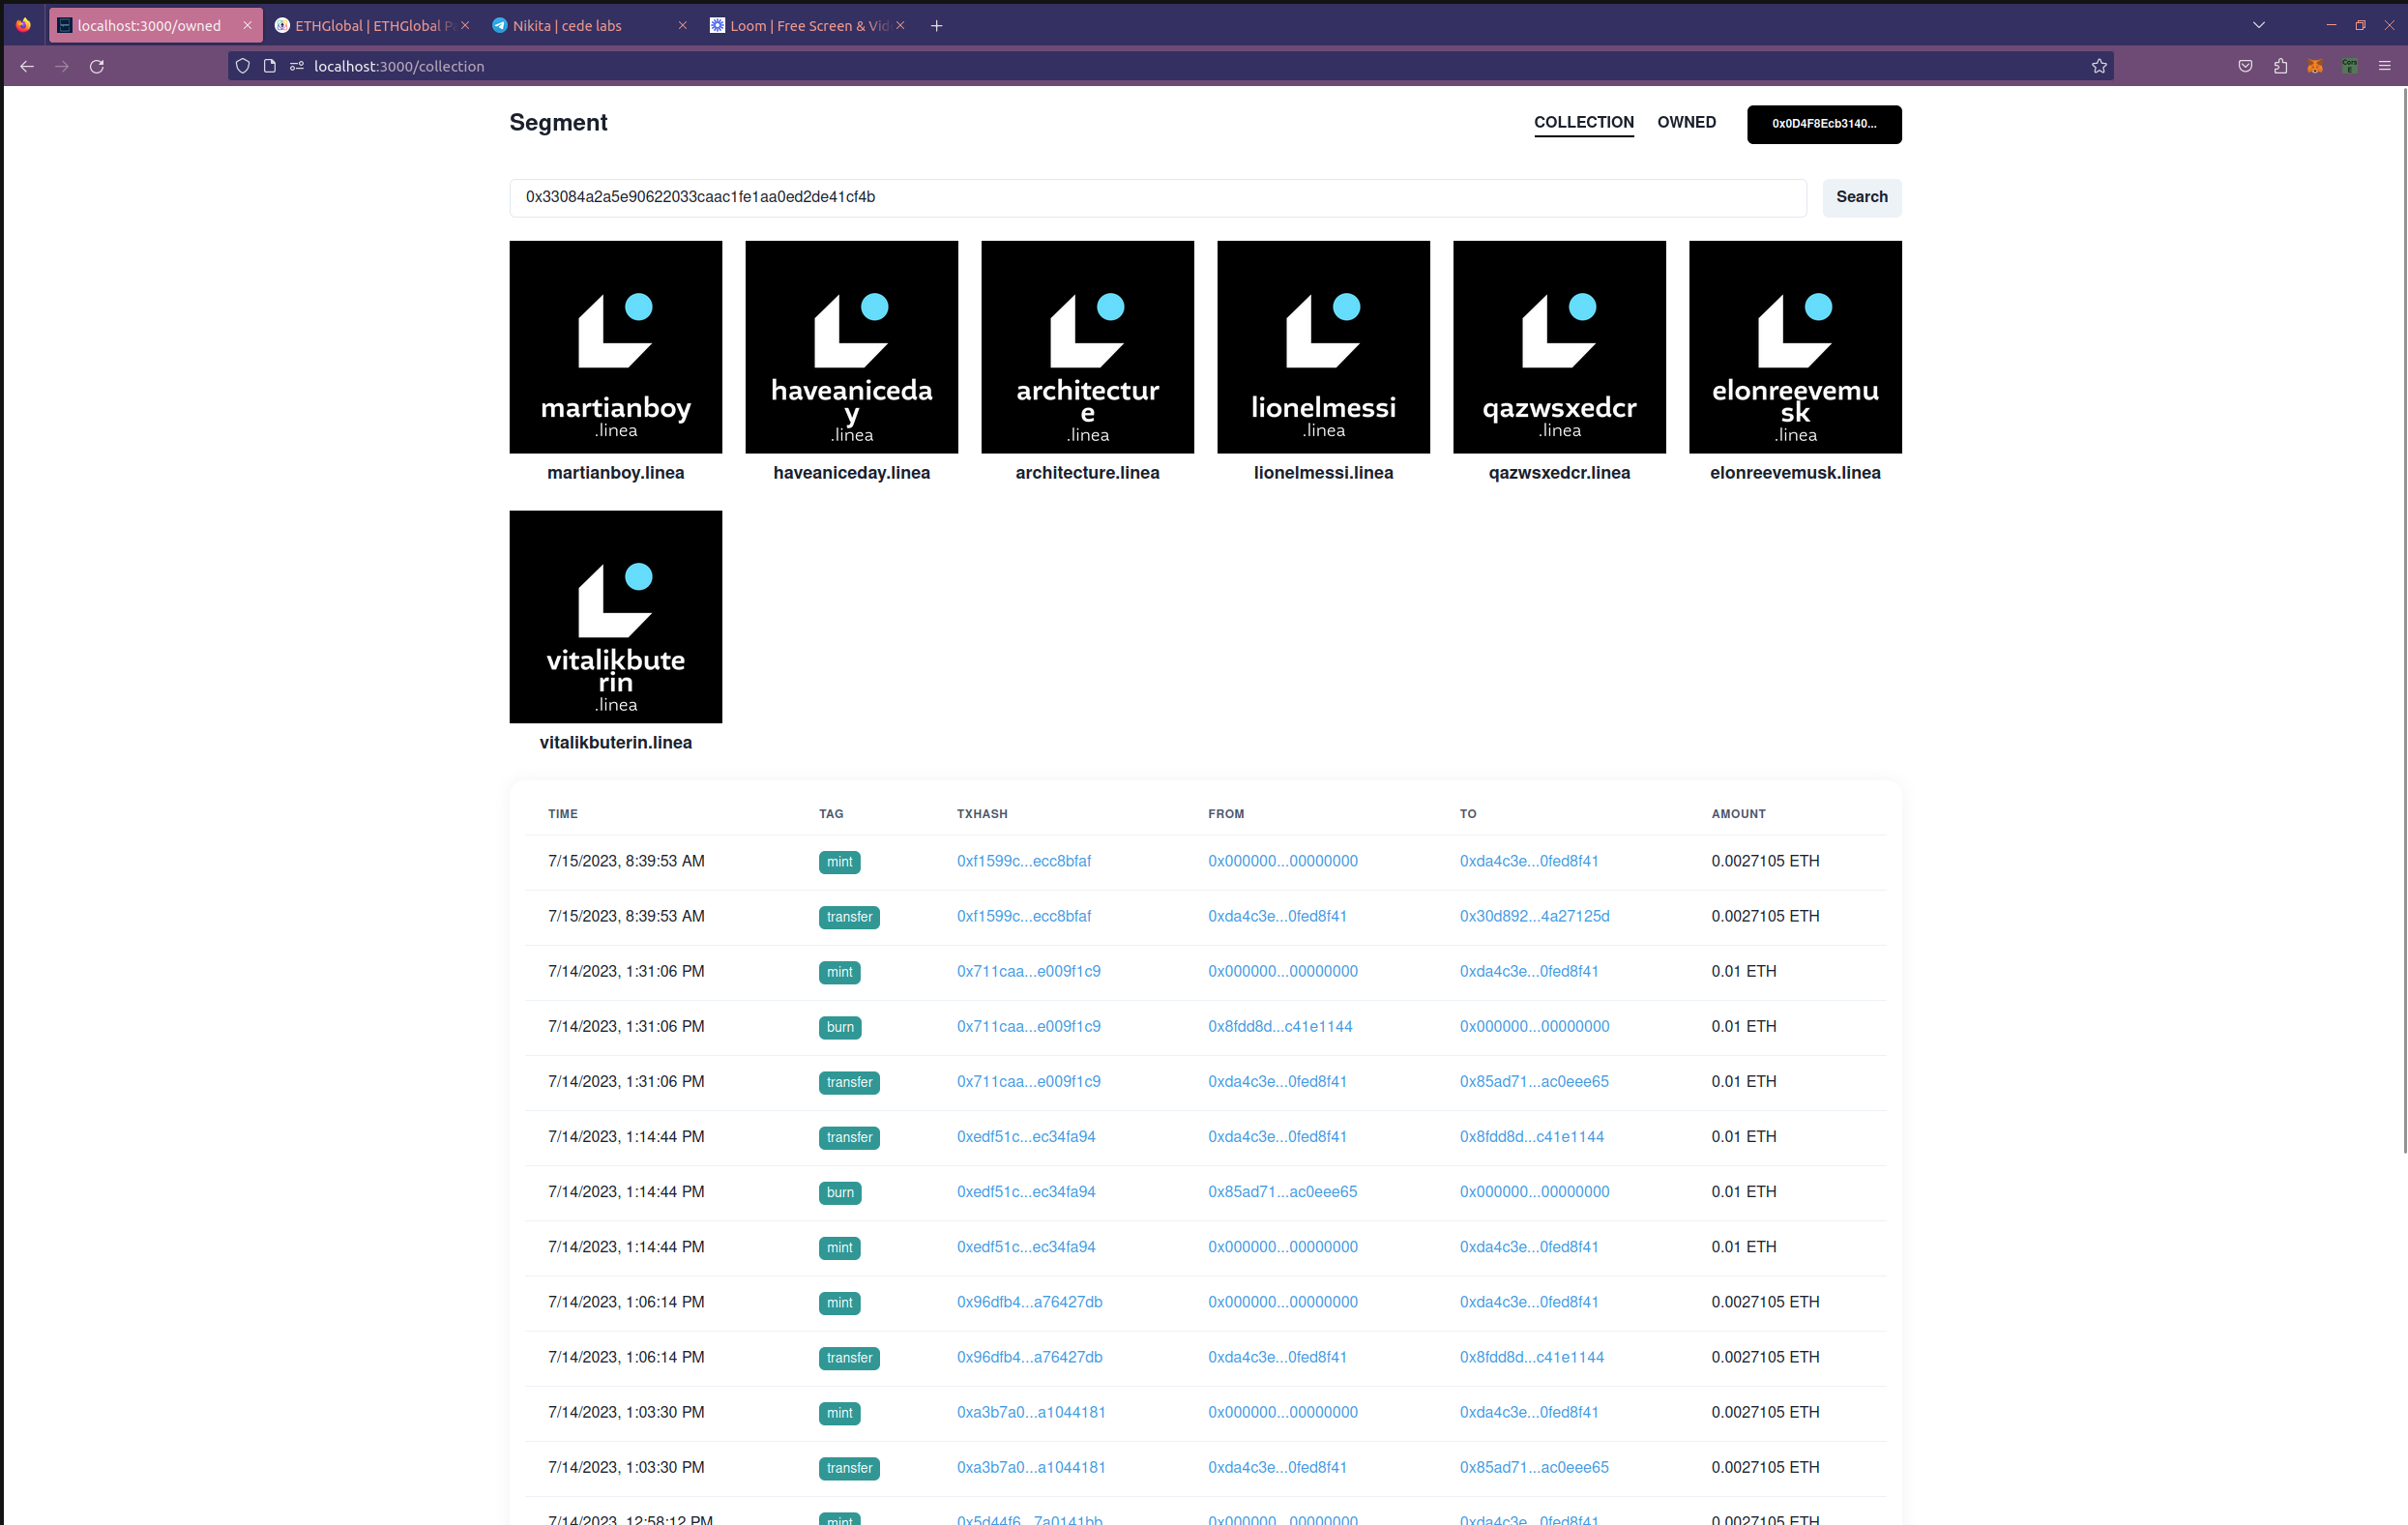 localhost:3000/owned
ETHGlobal | ETHGlobal P
Nikita | cede labs
Loom | Free Screen & Vid
localhost:3000/collection
Cors
E
Segment
COLLECTION OWNED 0x0D4F8Ecb3140...
0x33084a2a5e90622033caac1fe1aa0ed2de41cf4b Search
martianboy
.linea
haveaniceda
y
.linea
architectur
e
.linea
lionelmessi
.linea
qazwsxedcr
.linea
elonreevemu
sk
.linea
martianboy.linea haveaniceday.linea architecture.linea lionelmessi.linea qazwsxedcr.linea elonreevemusk.linea
vitalikbute
rin
.linea
vitalikbuterin.linea
TIME TAG TXHASH FROM TO AMOUNT
7/15/2023, 8:39:53 AM mint 0xf1599c...ecc8bfaf 0x000000...00000000 0xda4c3e...0fed8f41 0.0027105 ETH
7/15/2023, 8:39:53 AM transfer 0xf1599c...ecc8bfaf 0xda4c3e...0fed8f41 0x30d892...4a27125d 0.0027105 ETH
7/14/2023, 1:31:06 PM mint 0x711caa...e009f1c9 0x000000...00000000 0xda4c3e...0fed8f41 0.01 ETH
7/14/2023, 1:31:06 PM burn 0x711caa...e009f1c9 0x8fdd8d...c41e1144 0x000000...00000000 0.01 ETH
7/14/2023, 1:31:06 PM transfer 0x711caa...e009f1c9 0xda4c3e...0fed8f41 0x85ad71...ac0eee65 0.01 ETH
7/14/2023, 1:14:44 PM transfer 0xedf51c...ec34fa94 0xda4c3e...0fed8f41 0x8fdd8d...c41e1144 0.01 ETH
7/14/2023, 1:14:44 PM burn 0xedf51c...ec34fa94 0x85ad71...ac0eee65 0x000000...00000000 0.01 ETH
7/14/2023, 1:14:44 PM mint 0xedf51c...ec34fa94 0x000000...00000000 0xda4c3e...0fed8f41 0.01 ETH
7/14/2023, 1:06:14 PM mint 0x96dfb4...a76427db 0x000000...00000000 0xda4c3e...0fed8f41 0.0027105 ETH
7/14/2023, 1:06:14 PM transfer 0x96dfb4...a76427db 0xda4c3e...0fed8f41 0x8fdd8d...c41e1144 0.0027105 ETH
7/14/2023, 1:03:30 PM mint 0xa3b7a0...a1044181 0x000000...00000000 0xda4c3e...0fed8f41 0.0027105 ETH
7/14/2023, 1:03:30 PM transfer 0xa3b7a0...a1044181 0xda4c3e...0fed8f41 0x85ad71...ac0eee65 0.0027105 ETH
7/14/2023, 12:58:12 PM mint 0x5d44f6...7a0141bb 0x000000...00000000 0xda4c3e...0fed8f41 0.0027105 ETH